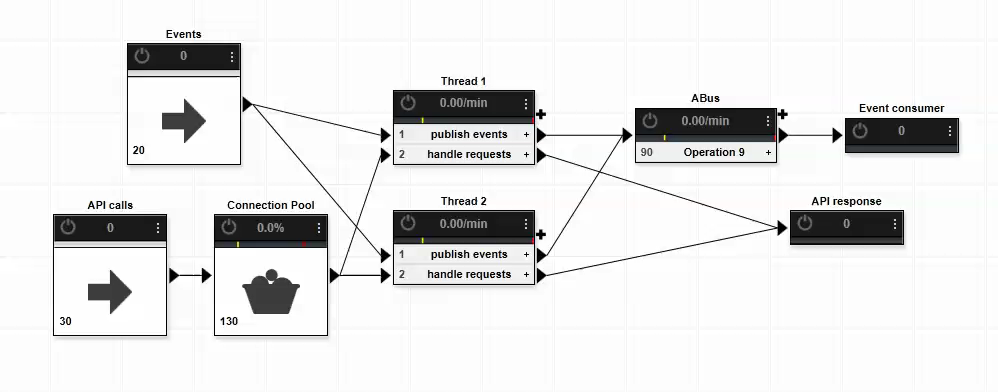 Events
0
20
Thread 1
0.00/min
1 publish events +
2 handle requests +
ABus
0.00/min
90 Operation 9 +
Event consumer
0
API calls
0
30
Connection Pool
0.0%
130
Thread 2
0.00/min
1 publish events +
2 handle requests +
API response
0